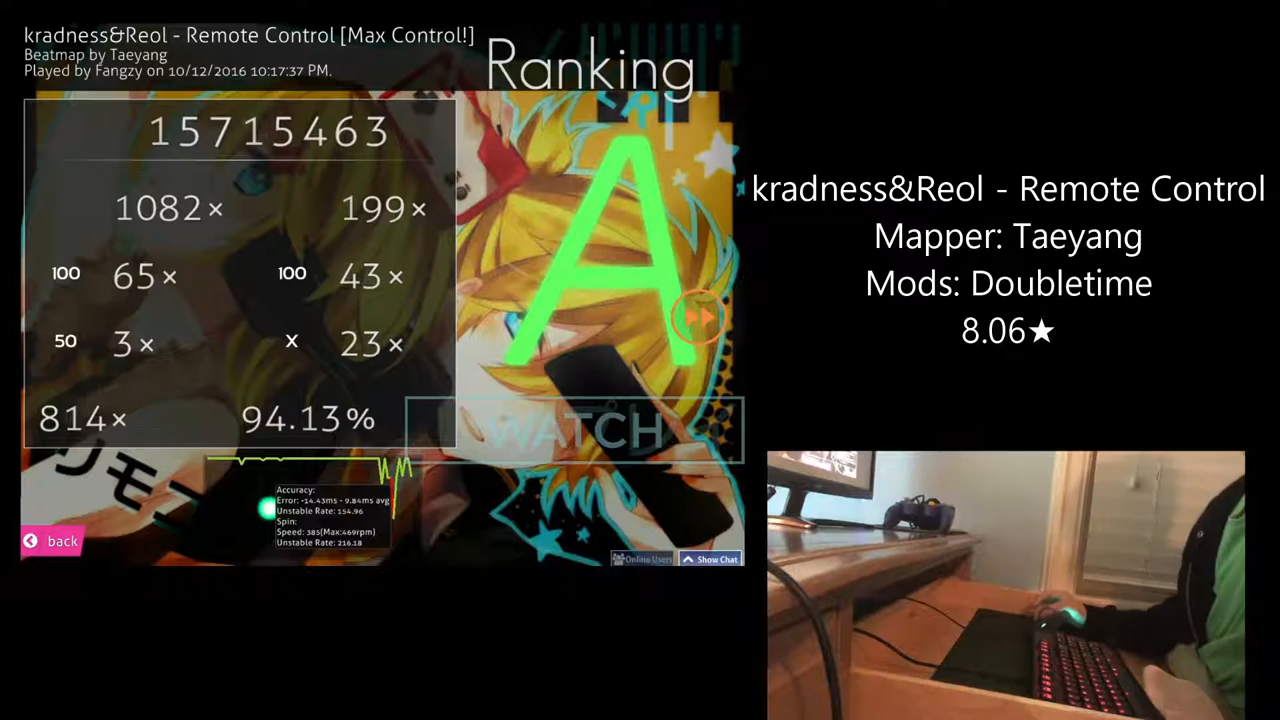 kradness&Reol - Remote Control [Max Control!]
Beatmap by Taeyang
Played by Fangzy on 10/12/2016 10:17:37 PM.
Ranking
15715463
1082× 199×
100 65× 100 43×
50 3× X 23×
814× 94.13%
A
WATCH
リモコ
Accuracy:
Error: -14.43ms - 9.84ms avg
Unstable Rate: 154.96
Spin:
Speed: 385(Max:469rpm)
Unstable Rate: 216.18
back
Online Users
Show Chat
kradness&Reol - Remote Control
Mapper: Taeyang
Mods: Doubletime
8.06★